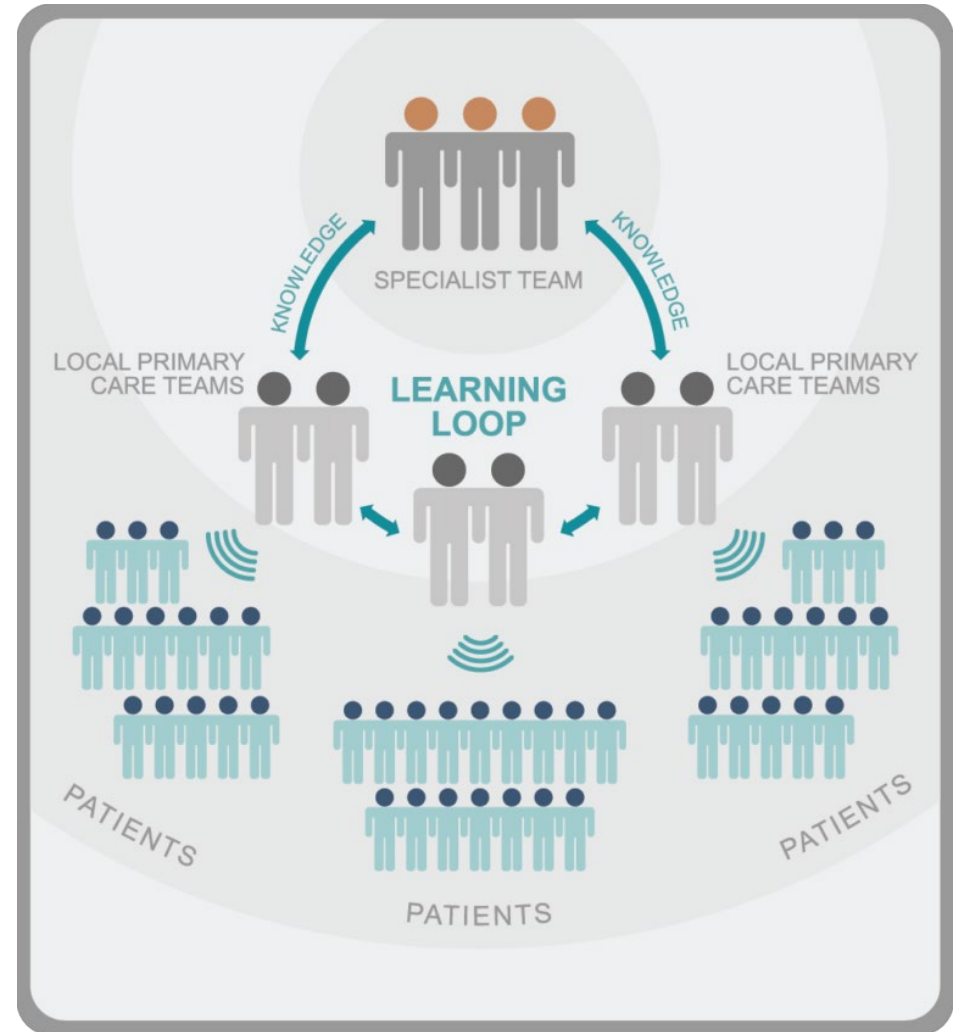 SPECIALIST TEAM
KNOWLEDGE
KNOWLEDGE
LOCAL PRIMARY
CARE TEAMS
LEARNING
LOOP
LOCAL PRIMARY
CARE TEAMS
PATIENTS
PATIENTS
PATIENTS